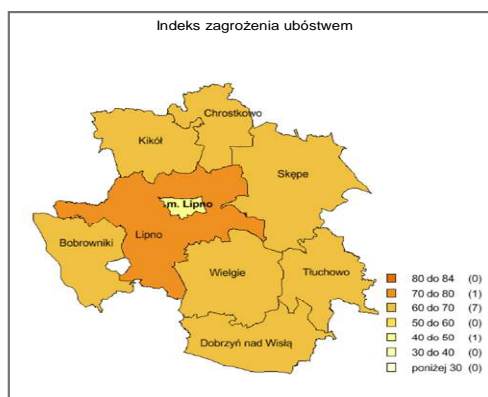 Indeks zagrożenia ubóstwem
Chrostkowo
Kikół
Skępe
m. Lipno
Lipno
Bobrowniki
Wielgie
Tłuchowo
Dobrzyń nad Wisłą
80 do 84 (0)
70 do 80 (1)
60 do 70 (7)
50 do 60 (0)
40 do 50 (1)
30 do 40 (0)
poniżej 30 (0)